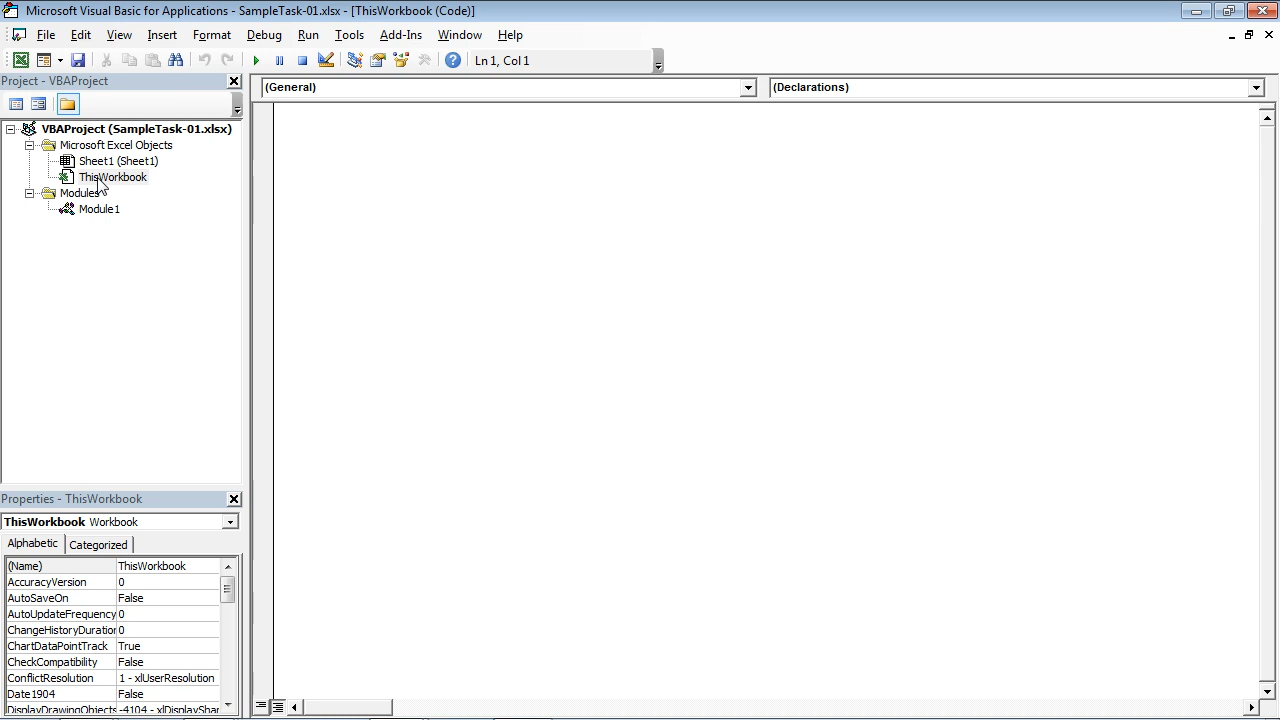 Microsoft Visual Basic for Applications - SampleTask-01.xlsx - [ThisWorkbook (Code)]
File Edit View Insert Format Debug Run Tools Add-Ins Window Help
Ln 1, Col 1
Project - VBAProject
(General) (Declarations)
VBAProject (SampleTask-01.xlsx)
Microsoft Excel Objects
Sheet1 (Sheet1)
ThisWorkbook
Modules
Module1
Properties - ThisWorkbook
ThisWorkbook Workbook
Alphabetic Categorized
(Name) ThisWorkbook
AccuracyVersion 0
AutoSaveOn False
AutoUpdateFrequency 0
ChangeHistoryDuration 0
ChartDataPointTrack True
CheckCompatibility False
ConflictResolution 1 - xlUserResolution
Date1904 False
DisplayDrawingObjects -4104 - xlDisplayShap